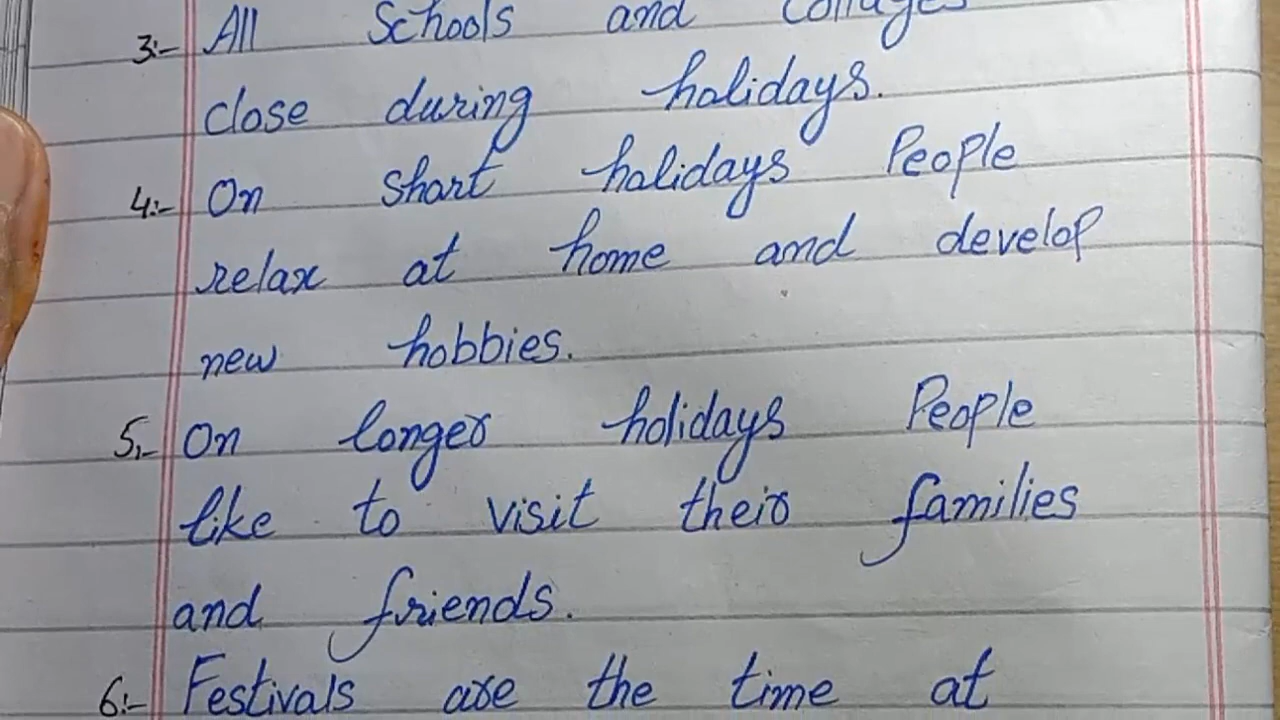 3:- All Schools and Collages
close during holidays.
4:- On short holidays People
relax at home and develop
new hobbies.
5,- On longer holidays People
like to visit their families
and friends.
6:- Festivals are the time at